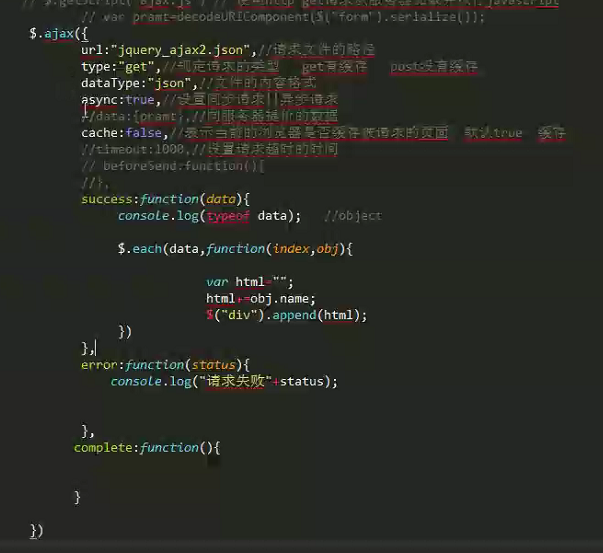 // $.getScript("ajax.js") // 使用http get请求从服务器加载并执行javascript
// var pramt=decodeURIComponent($("form").serialize());
$.ajax({
url:"jquery_ajax2.json",//请求文件的路径
type:"get",//规定请求的类型 get有缓存 post没有缓存
dataType:"json",//文件的内容格式
async:true,//设置同步请求||异步请求
//data:{pramt},//向服务器提价的数据
cache:false,//表示当前的浏览器是否缓存被请求的页面 默认true 缓存
//timeout:1000,//设置请求超时的时间
// beforeSend:function(){
//},
success:function(data){
console.log(typeof data); //object
$.each(data,function(index,obj){
var html="";
html+=obj.name;
$("div").append(html);
})
},
error:function(status){
console.log("请求失败"+status);
},
complete:function(){
}
})